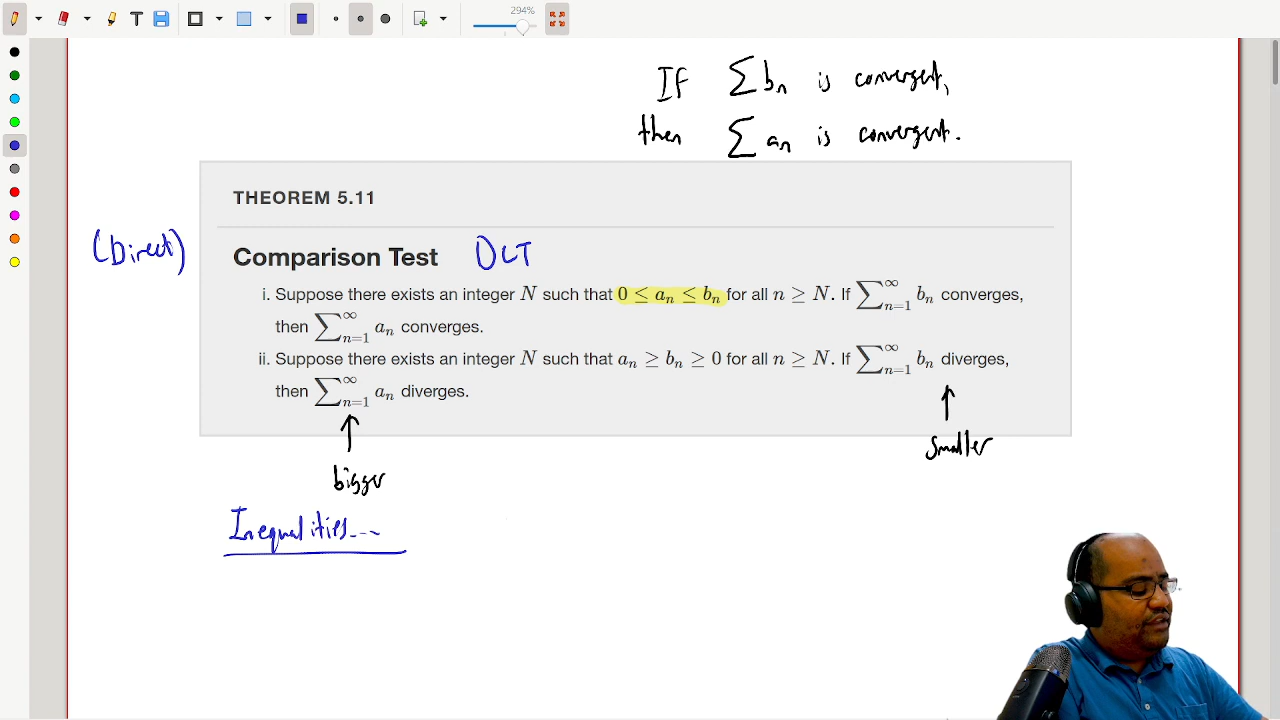 294%
If ∑ bₙ is convergent,
then ∑ aₙ is convergent.
THEOREM 5.11
(Direct)
Comparison Test DCT
i. Suppose there exists an integer N such that 0 ≤ aₙ ≤ bₙ for all n ≥ N. If ∑_{n=1}^{∞} bₙ converges,
then ∑_{n=1}^{∞} aₙ converges.
ii. Suppose there exists an integer N such that aₙ ≥ bₙ ≥ 0 for all n ≥ N. If ∑_{n=1}^{∞} bₙ diverges,
then ∑_{n=1}^{∞} aₙ diverges.
smaller
bigger
Inequalities...